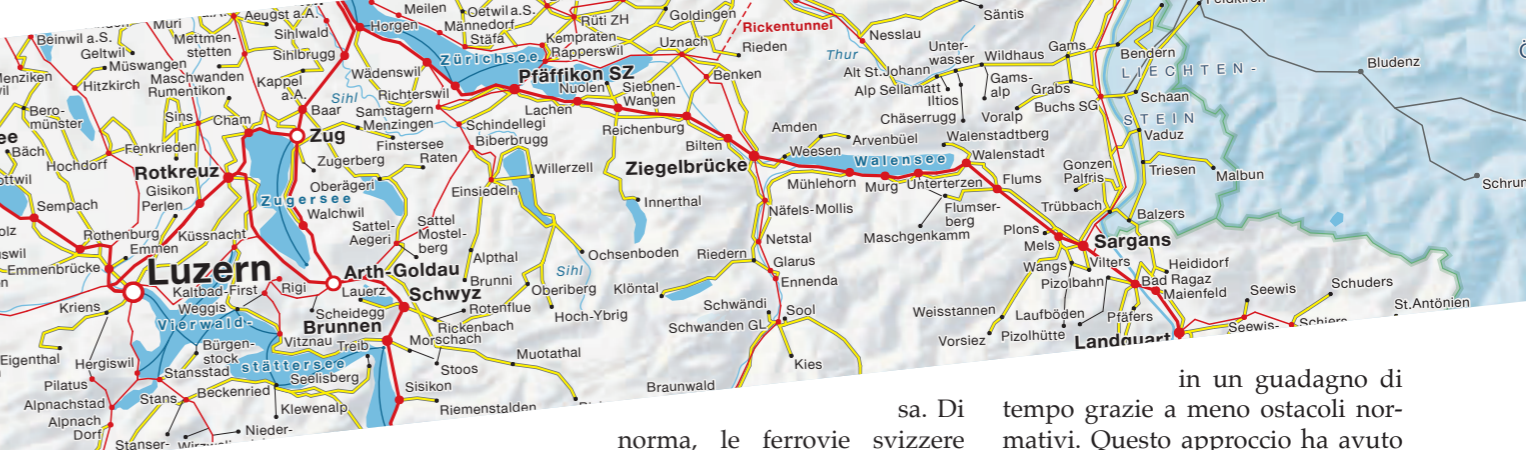 Muri
Aeugst a.A.
Meilen
Oetwil a.S.
Männedorf
Stäfa
Rüti ZH
Goldingen
Horgen
Kempraten
Rapperswil
Uznach
Rickentunnel
Rieden
Säntis
Nesslau
Thur
Beinwil a.S.
Geltwil
Müswangen
Hitzkirch
Mettmen-
stetten
Sihlwald
Sihlbrugg
Maschwanden
Rumentikon
Kappel
a.A.
Zürichsee
Wädenswil
Richterswil
Sihl
Samstagern
Pfäffikon SZ
Nuolen
Lachen
Siebnen-
Wangen
Benken
Reichenburg
Bilten
Unter-
wasser
Wildhaus
Gams
Alt St.Johann
Alp Sellamatt
Iltios
Gams-
alp
Grabs
Buchs SG
Chäserrugg
Voralp
Bendern
LIECHTEN-
STEIN
Schaan
Vaduz
Triesen
Malbun
Balzers
Bludenz
Bero-
münster
Sins
Cham
Baar
Zug
Menzingen
Finstersee
Raten
Schindellegi
Biberbrugg
Willerzell
Einsiedeln
Bäch
Hochdorf
Fenkrieden
Rotkreuz
Gisikon
Perlen
Zugerberg
Oberägeri
Zugersee
Walchwil
Sattel-
Aegeri
Sattel
Mostel-
berg
Innerthal
Ziegelbrücke
Amden
Weesen
Arvenbüel
Walensee
Walenstadtberg
Walenstadt
Mühlehorn
Murg
Unterterzen
Flums
Flumser-
berg
Maschgenkamm
Gonzen
Palfris
Trübbach
Plons
Mels
Sargans
Wangs
Vilters
Pizolbahn
Heididorf
Bad Ragaz
Maienfeld
Näfels-Mollis
Netstal
Riedern
Glarus
Ennenda
Klöntal
Schwändi
Sool
Schwanden GL
Kies
Braunwald
Sempach
Rothenburg
Emmen
Emmenbrücke
Küssnacht
Luzern
Kaltbad-First
Rigi
Weggis
Arth-Goldau
Lauerz
Scheidegg
Schwyz
Brunnen
Alpthal
Brunni
Rotenflue
Rickenbach
Morschach
Stoos
Sihl
Oberiberg
Hoch-Ybrig
Ochsenboden
Muotathal
Kriens
Vierwald-
stättersee
Vitznau
Treib
Bürgen-
stock
Seelisberg
Eigenthal
Hergiswil
Pilatus
Stansstad
Stans
Beckenried
Klewenalp
Sisikon
Riemenstalden
Alpnachstad
Alpnach
Dorf
Stanser-
Nieder-
Weisstannen
Vorsiez
Laufböden
Pizolhütte
Pfäfers
Landquart
Seewis
Seewis-
Schiers
Schuders
St.Antönien
in un guadagno di
sa. Di
tempo grazie a meno ostacoli nor-
norma, le ferrovie svizzere
mativi. Questo approccio ha avuto